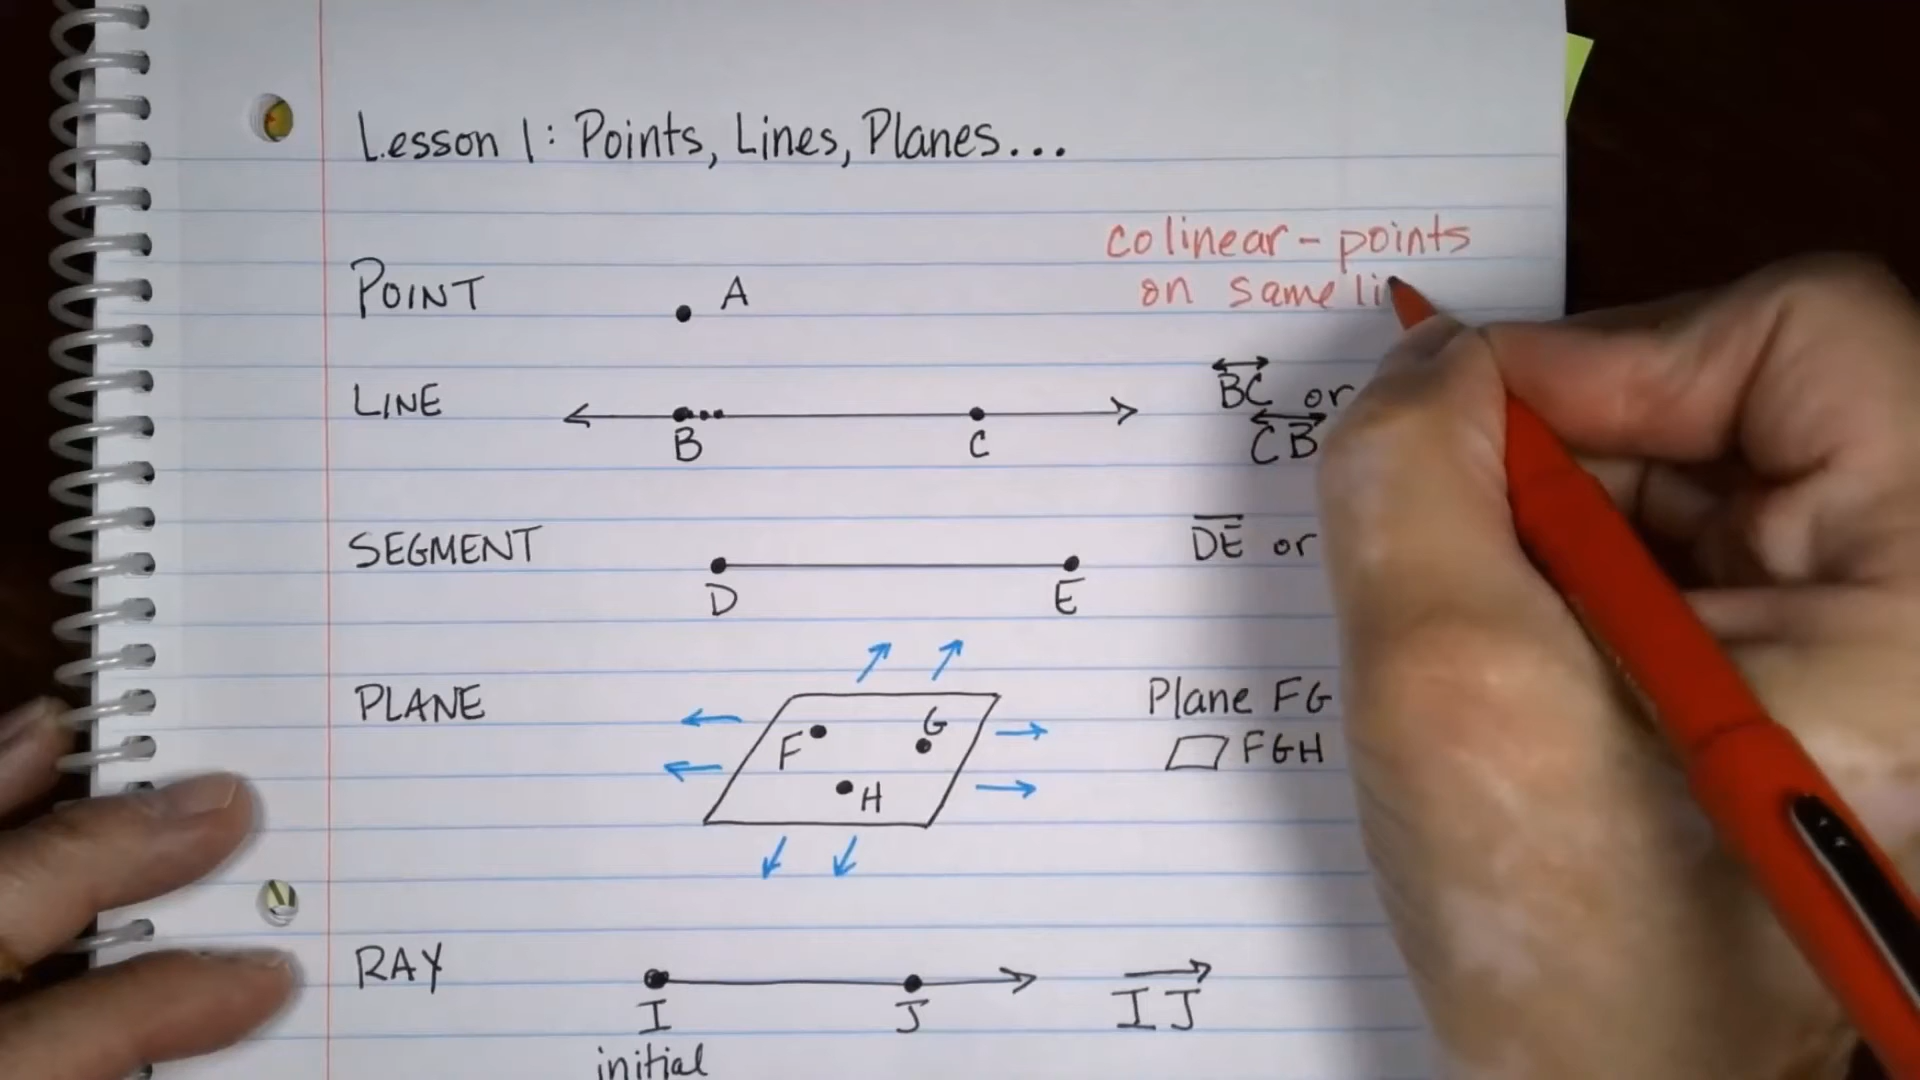 Lesson 1: Points, Lines, Planes...
colinear - points
on same li
POINT
A
LINE
B
C
BC or
CB
SEGMENT
D
E
DE or
PLANE
F
G
H
Plane FG
FGH
RAY
I
J
IJ
initial